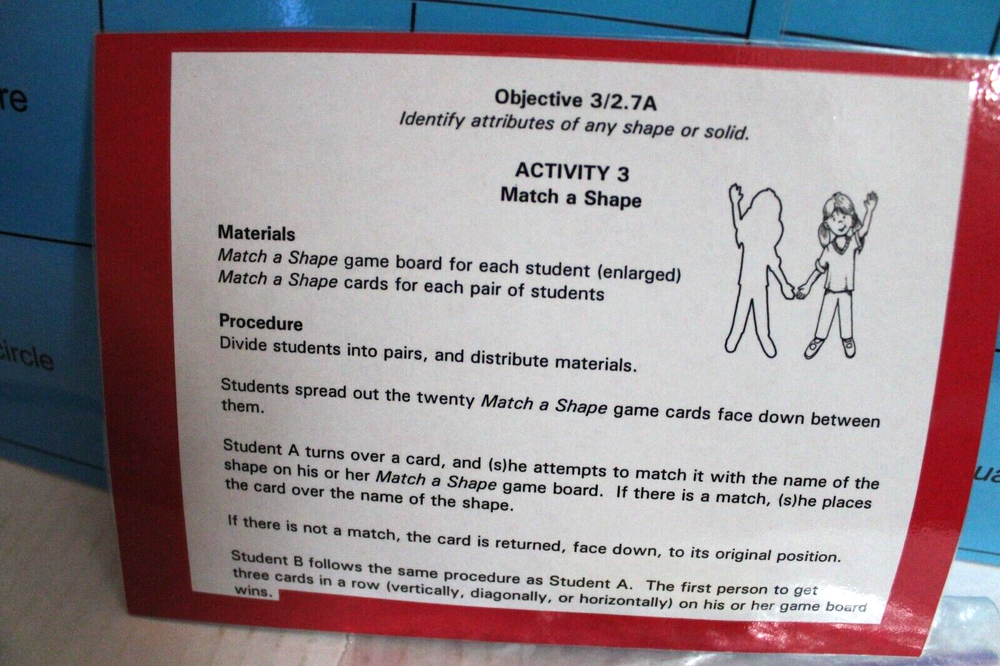 Objective 3/2.7A
Identify attributes of any shape or solid.
ACTIVITY 3
Match a Shape
Materials
Match a Shape game board for each student (enlarged)
Match a Shape cards for each pair of students
Procedure
Divide students into pairs, and distribute materials.
Students spread out the twenty Match a Shape game cards face down between
them.
Student A turns over a card, and (s)he attempts to match it with the name of the
shape on his or her Match a Shape game board. If there is a match, (s)he places
the card over the name of the shape.
If there is not a match, the card is returned, face down, to its original position.
Student B follows the same procedure as Student A. The first person to get
three cards in a row (vertically, diagonally, or horizontally) on his or her game board
wins.
re
circle